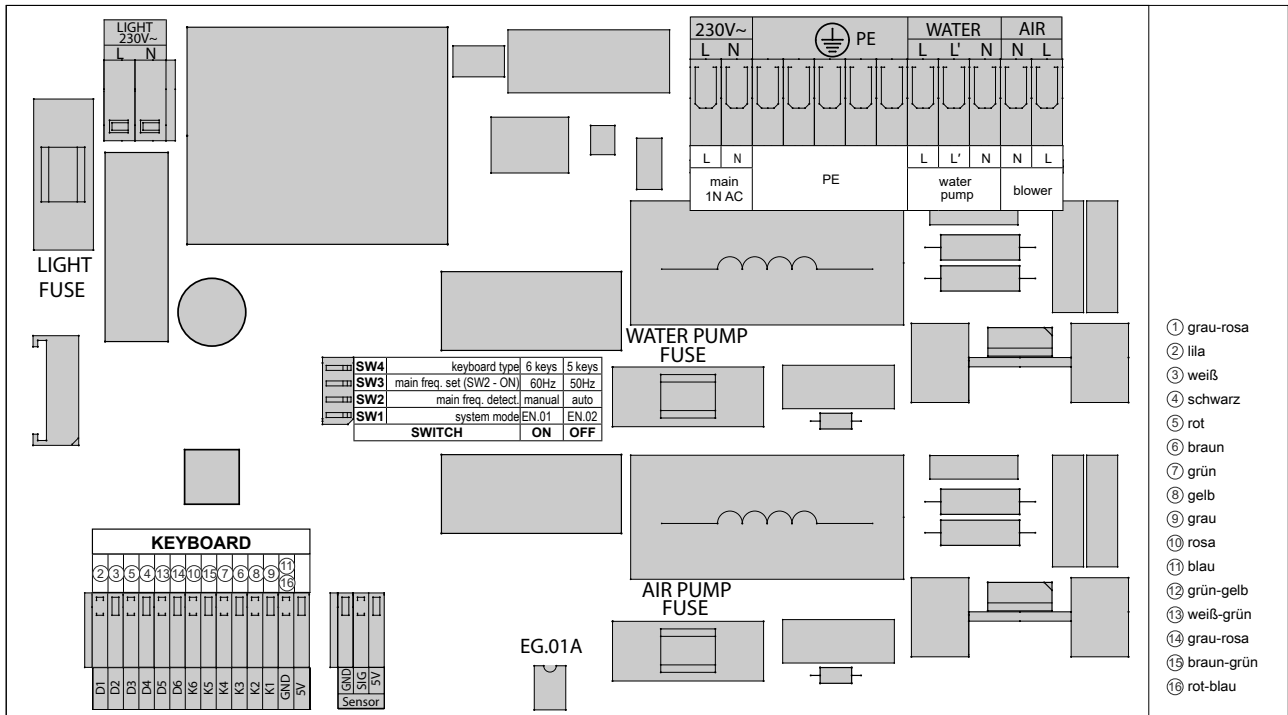 LIGHT
230V~
L N
230V~ PE WATER AIR
L N L L' N N L
L N PE L L' N N L
main
1N AC
water
pump
blower
LIGHT
FUSE
WATER PUMP
FUSE
SW4 keyboard type 6 keys 5 keys
SW3 main freq. set (SW2 - ON) 60Hz 50Hz
SW2 main freq. detect. manual auto
SW1 system mode EN.01 EN.02
SWITCH ON OFF
KEYBOARD
2 3 5 4 13 14 10 15 7 6 8 9 11
16
D1 D2 D3 D4 D5 D6 K6 K5 K4 K3 K2 K1 GND 5V
GND SIG 5V
Sensor
AIR PUMP
FUSE
EG.01A
1 grau-rosa
2 lila
3 weiß
4 schwarz
5 rot
6 braun
7 grün
8 gelb
9 grau
10 rosa
11 blau
12 grün-gelb
13 weiß-grün
14 grau-rosa
15 braun-grün
16 rot-blau